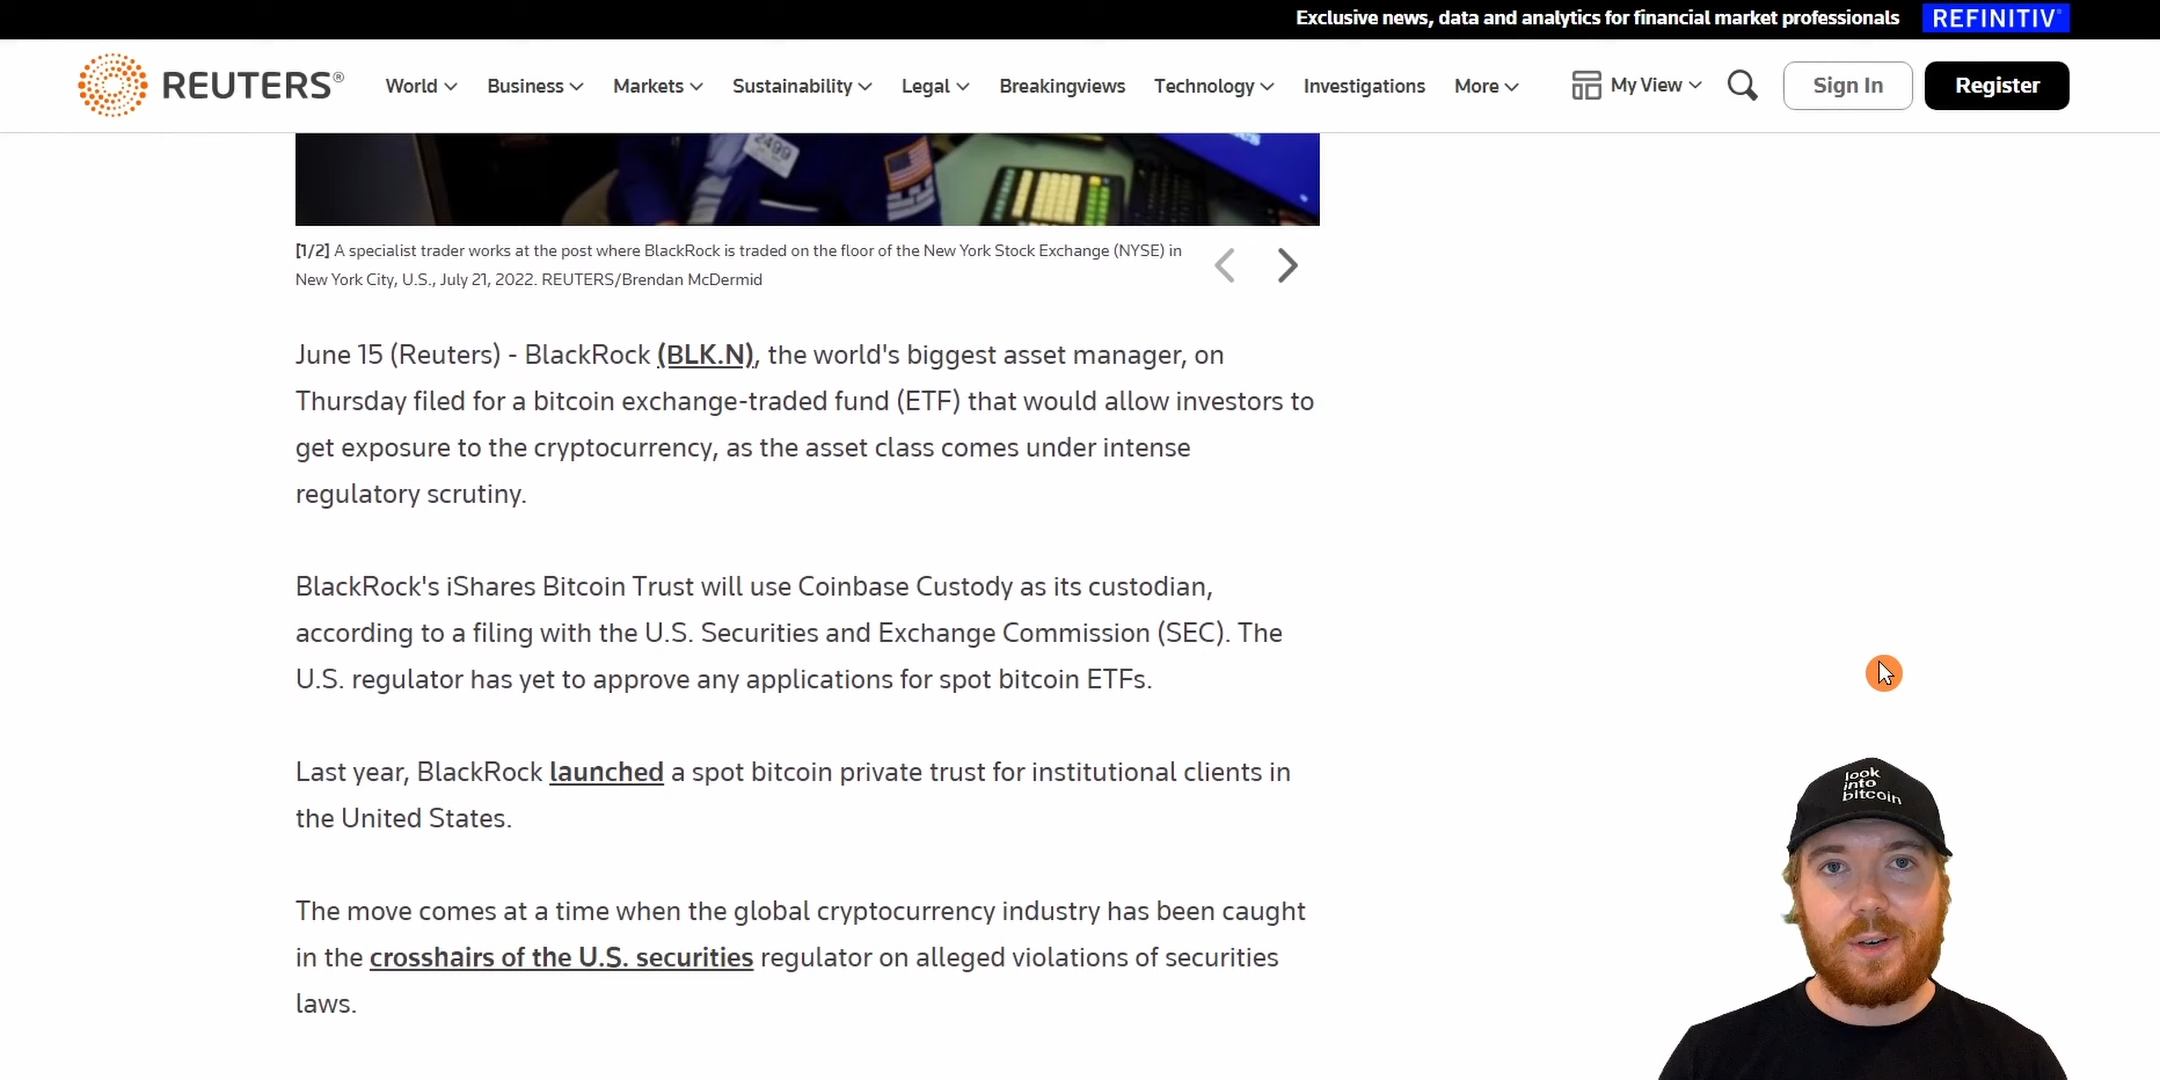 Exclusive news, data and analytics for financial market professionals REFINITIV
REUTERS® World Business Markets Sustainability Legal Breakingviews Technology Investigations More My View Sign In Register
2499
[1/2] A specialist trader works at the post where BlackRock is traded on the floor of the New York Stock Exchange (NYSE) in
New York City, U.S., July 21, 2022. REUTERS/Brendan McDermid
June 15 (Reuters) - BlackRock (BLK.N), the world's biggest asset manager, on
Thursday filed for a bitcoin exchange-traded fund (ETF) that would allow investors to
get exposure to the cryptocurrency, as the asset class comes under intense
regulatory scrutiny.
BlackRock's iShares Bitcoin Trust will use Coinbase Custody as its custodian,
according to a filing with the U.S. Securities and Exchange Commission (SEC). The
U.S. regulator has yet to approve any applications for spot bitcoin ETFs.
Last year, BlackRock launched a spot bitcoin private trust for institutional clients in
the United States.
The move comes at a time when the global cryptocurrency industry has been caught
in the crosshairs of the U.S. securities regulator on alleged violations of securities
laws.
look
into
bitcoin